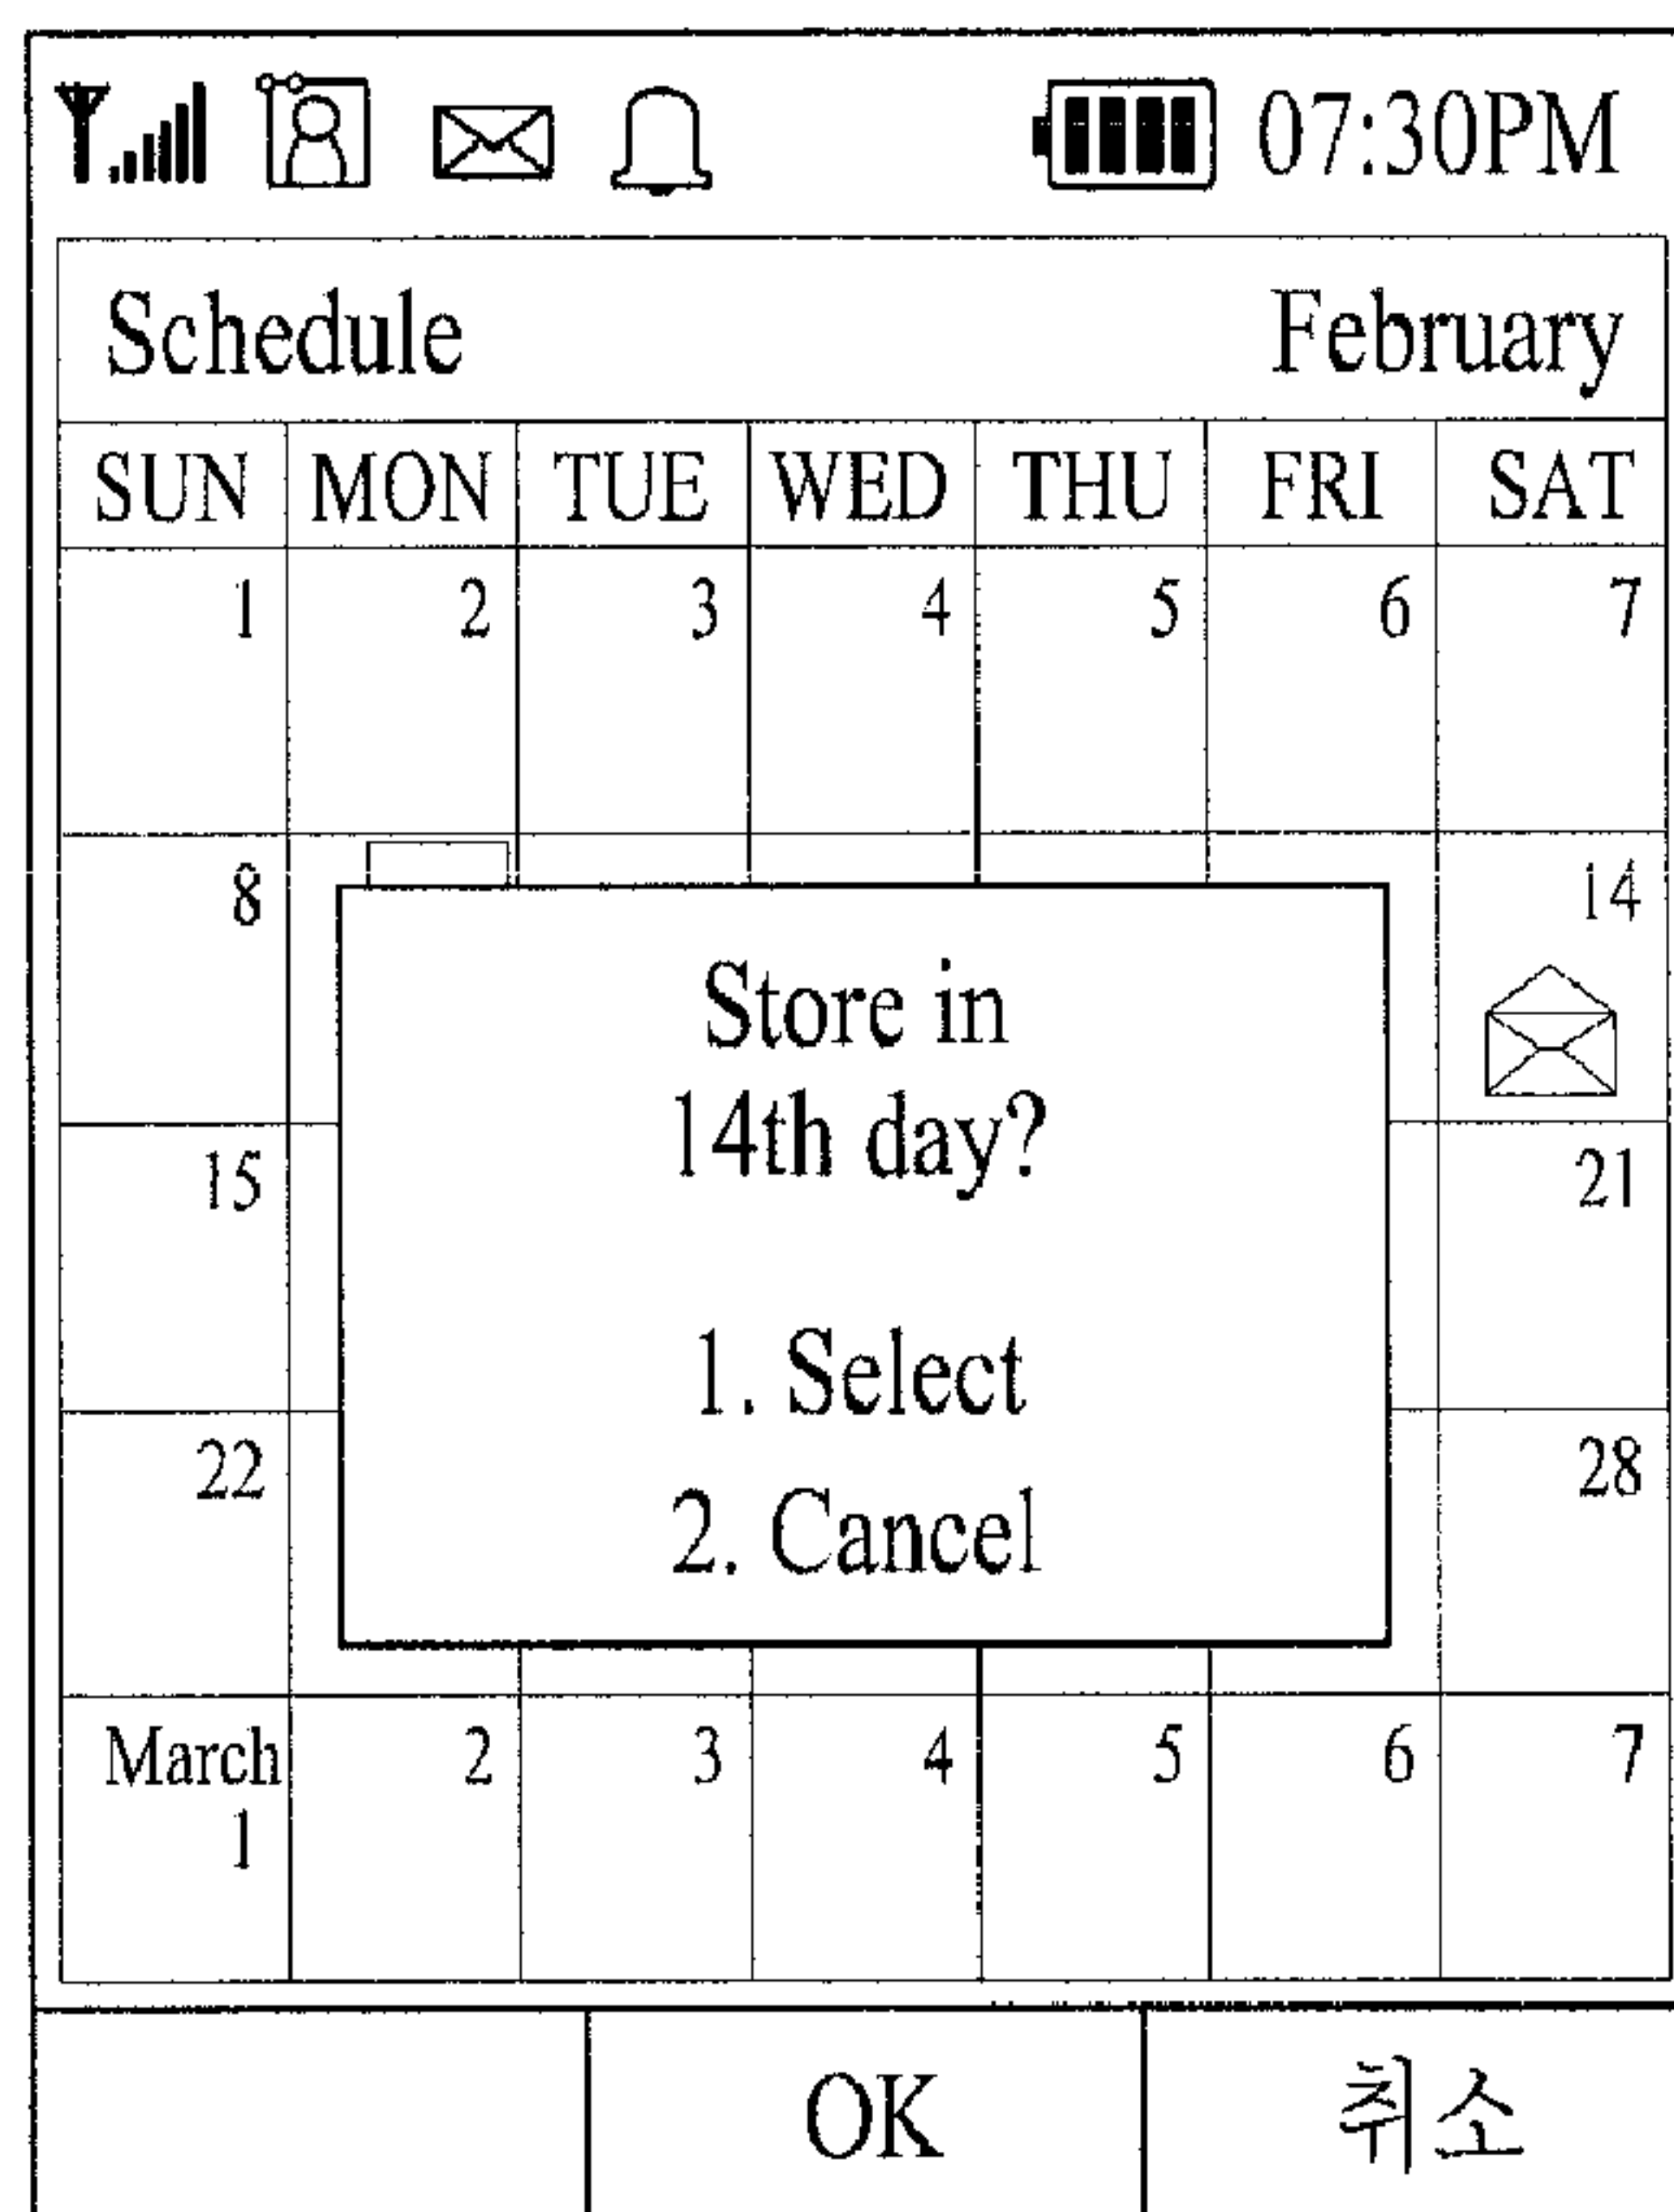 07:30PM
Schedule February
SUN MON TUE WED THU FRI SAT
1 2 3 4 5 6 7
8 14
Store in
14th day?
15 21
1. Select
22 28
2. Cancel
March 2 3 4 5 6 7
1
OK 취소